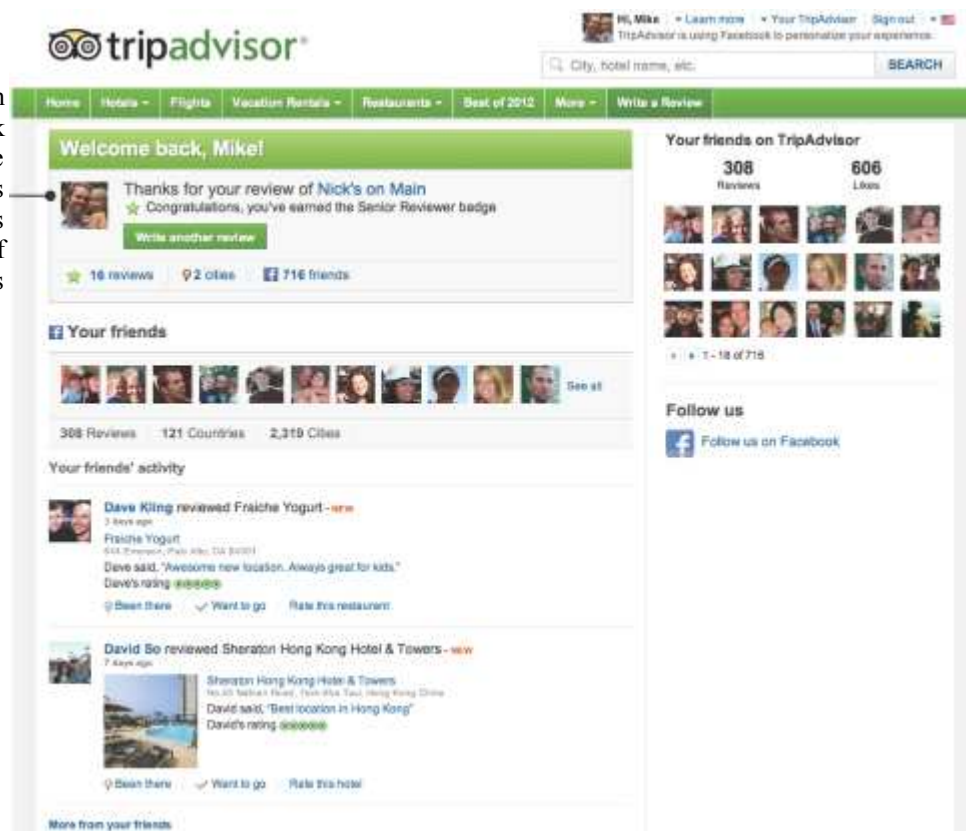 tripadvisor
Hi, Mike Learn more Your TripAdvisor Sign out
TripAdvisor is using Facebook to personalize your experience.
City, hotel name, etc.
SEARCH
Home Hotels Flights Vacation Rentals Restaurants Best of 2012 More Write a Review
Welcome back, Mike!
Thanks for your review of Nick's on Main
Congratulations, you've earned the Senior Reviewer badge
Write another review
16 reviews 2 cities 716 friends
Your friends
See all
308 Reviews 121 Countries 2,319 Cities
Your friends' activity
Dave Kling reviewed Fraiche Yogurt - NEW
3 days ago
Fraiche Yogurt
Dave said, "Awesome new location. Always great for kids."
Dave's rating
Been there Want to go Rate this restaurant
David So reviewed Sheraton Hong Kong Hotel & Towers - NEW
7 days ago
Sheraton Hong Kong Hotel & Towers
David said, "Best location in Hong Kong"
David's rating
Been there Want to go Rate this hotel
More from your friends
Your friends on TripAdvisor
308 606
Reviews Likes
1 - 18 of 716
Follow us
Follow us on Facebook